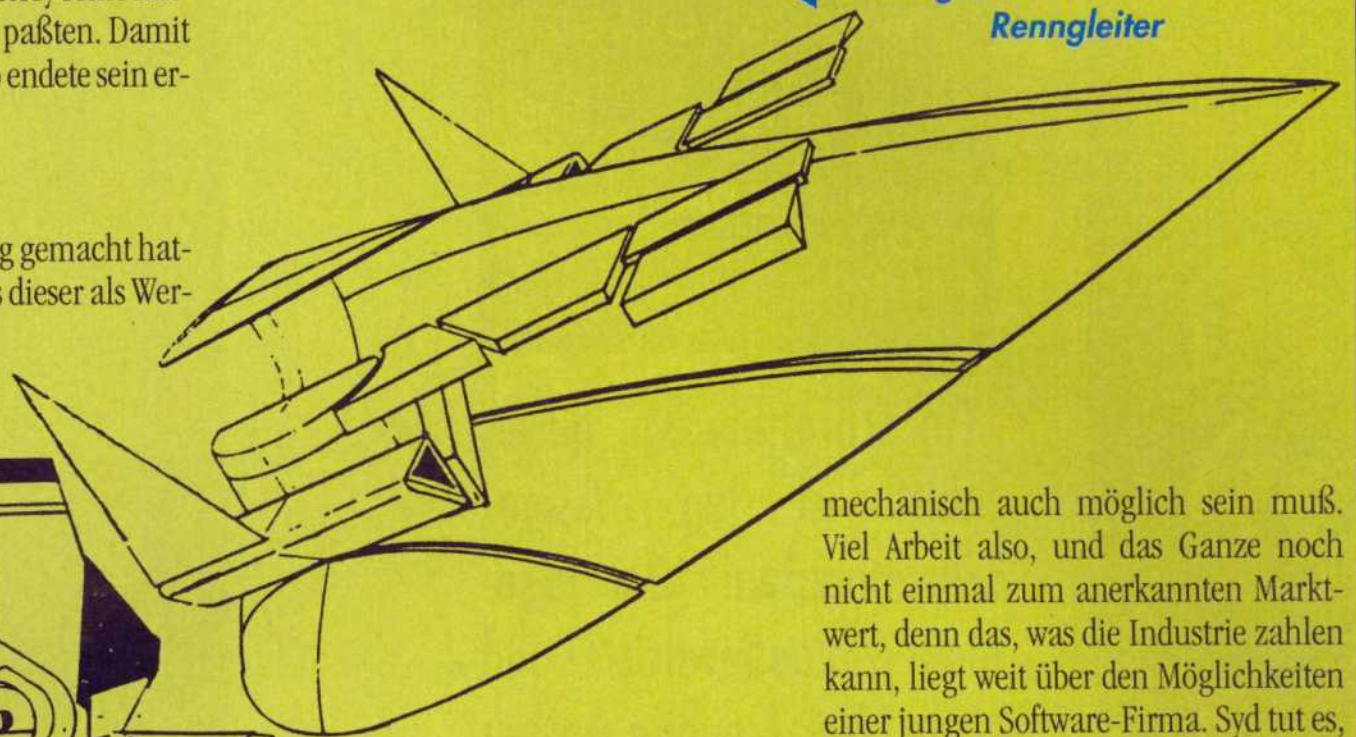 paßten. Damit
endete sein er-
g gemacht hat-
s dieser als Wer-
Renngleiter
mechanisch auch möglich sein muß.
Viel Arbeit also, und das Ganze noch
nicht einmal zum anerkannten Markt-
wert, denn das, was die Industrie zahlen
kann, liegt weit über den Möglichkeiten
einer jungen Software-Firma. Syd tut es,